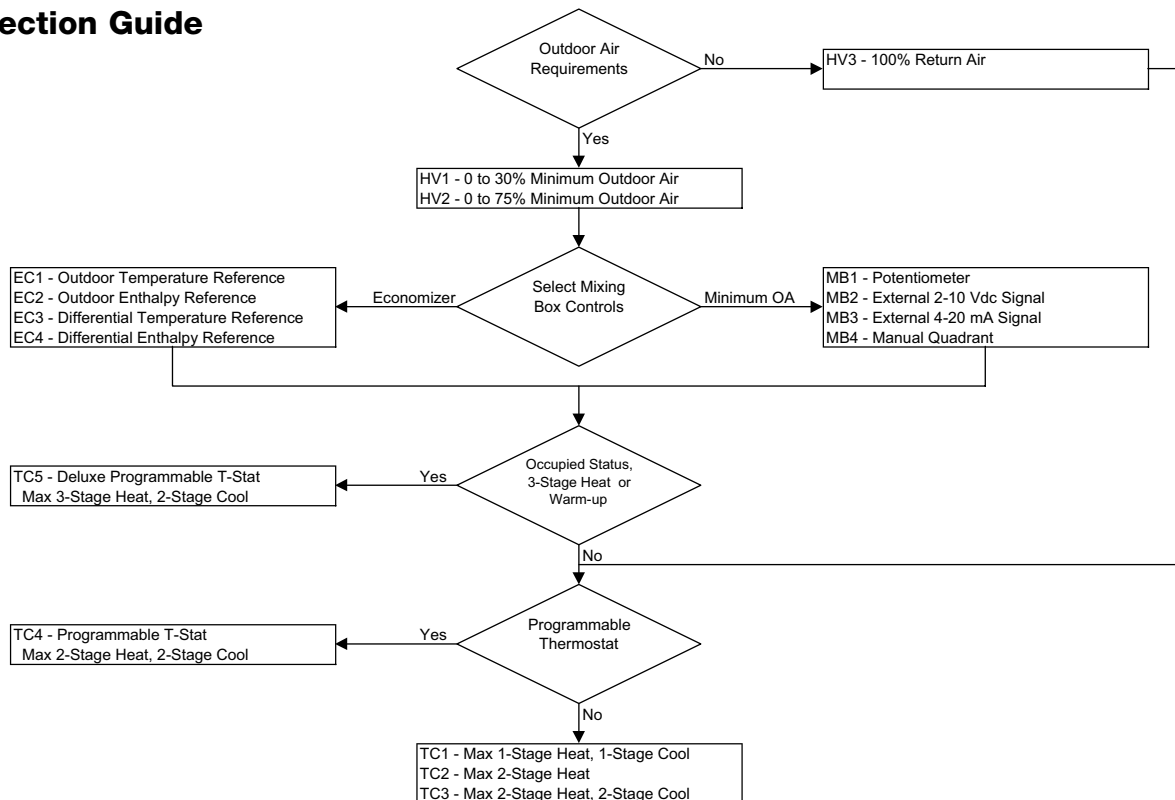 ection Guide
Outdoor Air
Requirements
No
HV3 - 100% Return Air
Yes
HV1 - 0 to 30% Minimum Outdoor Air
HV2 - 0 to 75% Minimum Outdoor Air
EC1 - Outdoor Temperature Reference
EC2 - Outdoor Enthalpy Reference
EC3 - Differential Temperature Reference
EC4 - Differential Enthalpy Reference
Economizer
Select Mixing
Box Controls
Minimum OA
MB1 - Potentiometer
MB2 - External 2-10 Vdc Signal
MB3 - External 4-20 mA Signal
MB4 - Manual Quadrant
TC5 - Deluxe Programmable T-Stat
Max 3-Stage Heat, 2-Stage Cool
Yes
Occupied Status,
3-Stage Heat or
Warm-up
No
TC4 - Programmable T-Stat
Max 2-Stage Heat, 2-Stage Cool
Yes
Programmable
Thermostat
No
TC1 - Max 1-Stage Heat, 1-Stage Cool
TC2 - Max 2-Stage Heat
TC3 - Max 2-Stage Heat, 2-Stage Cool